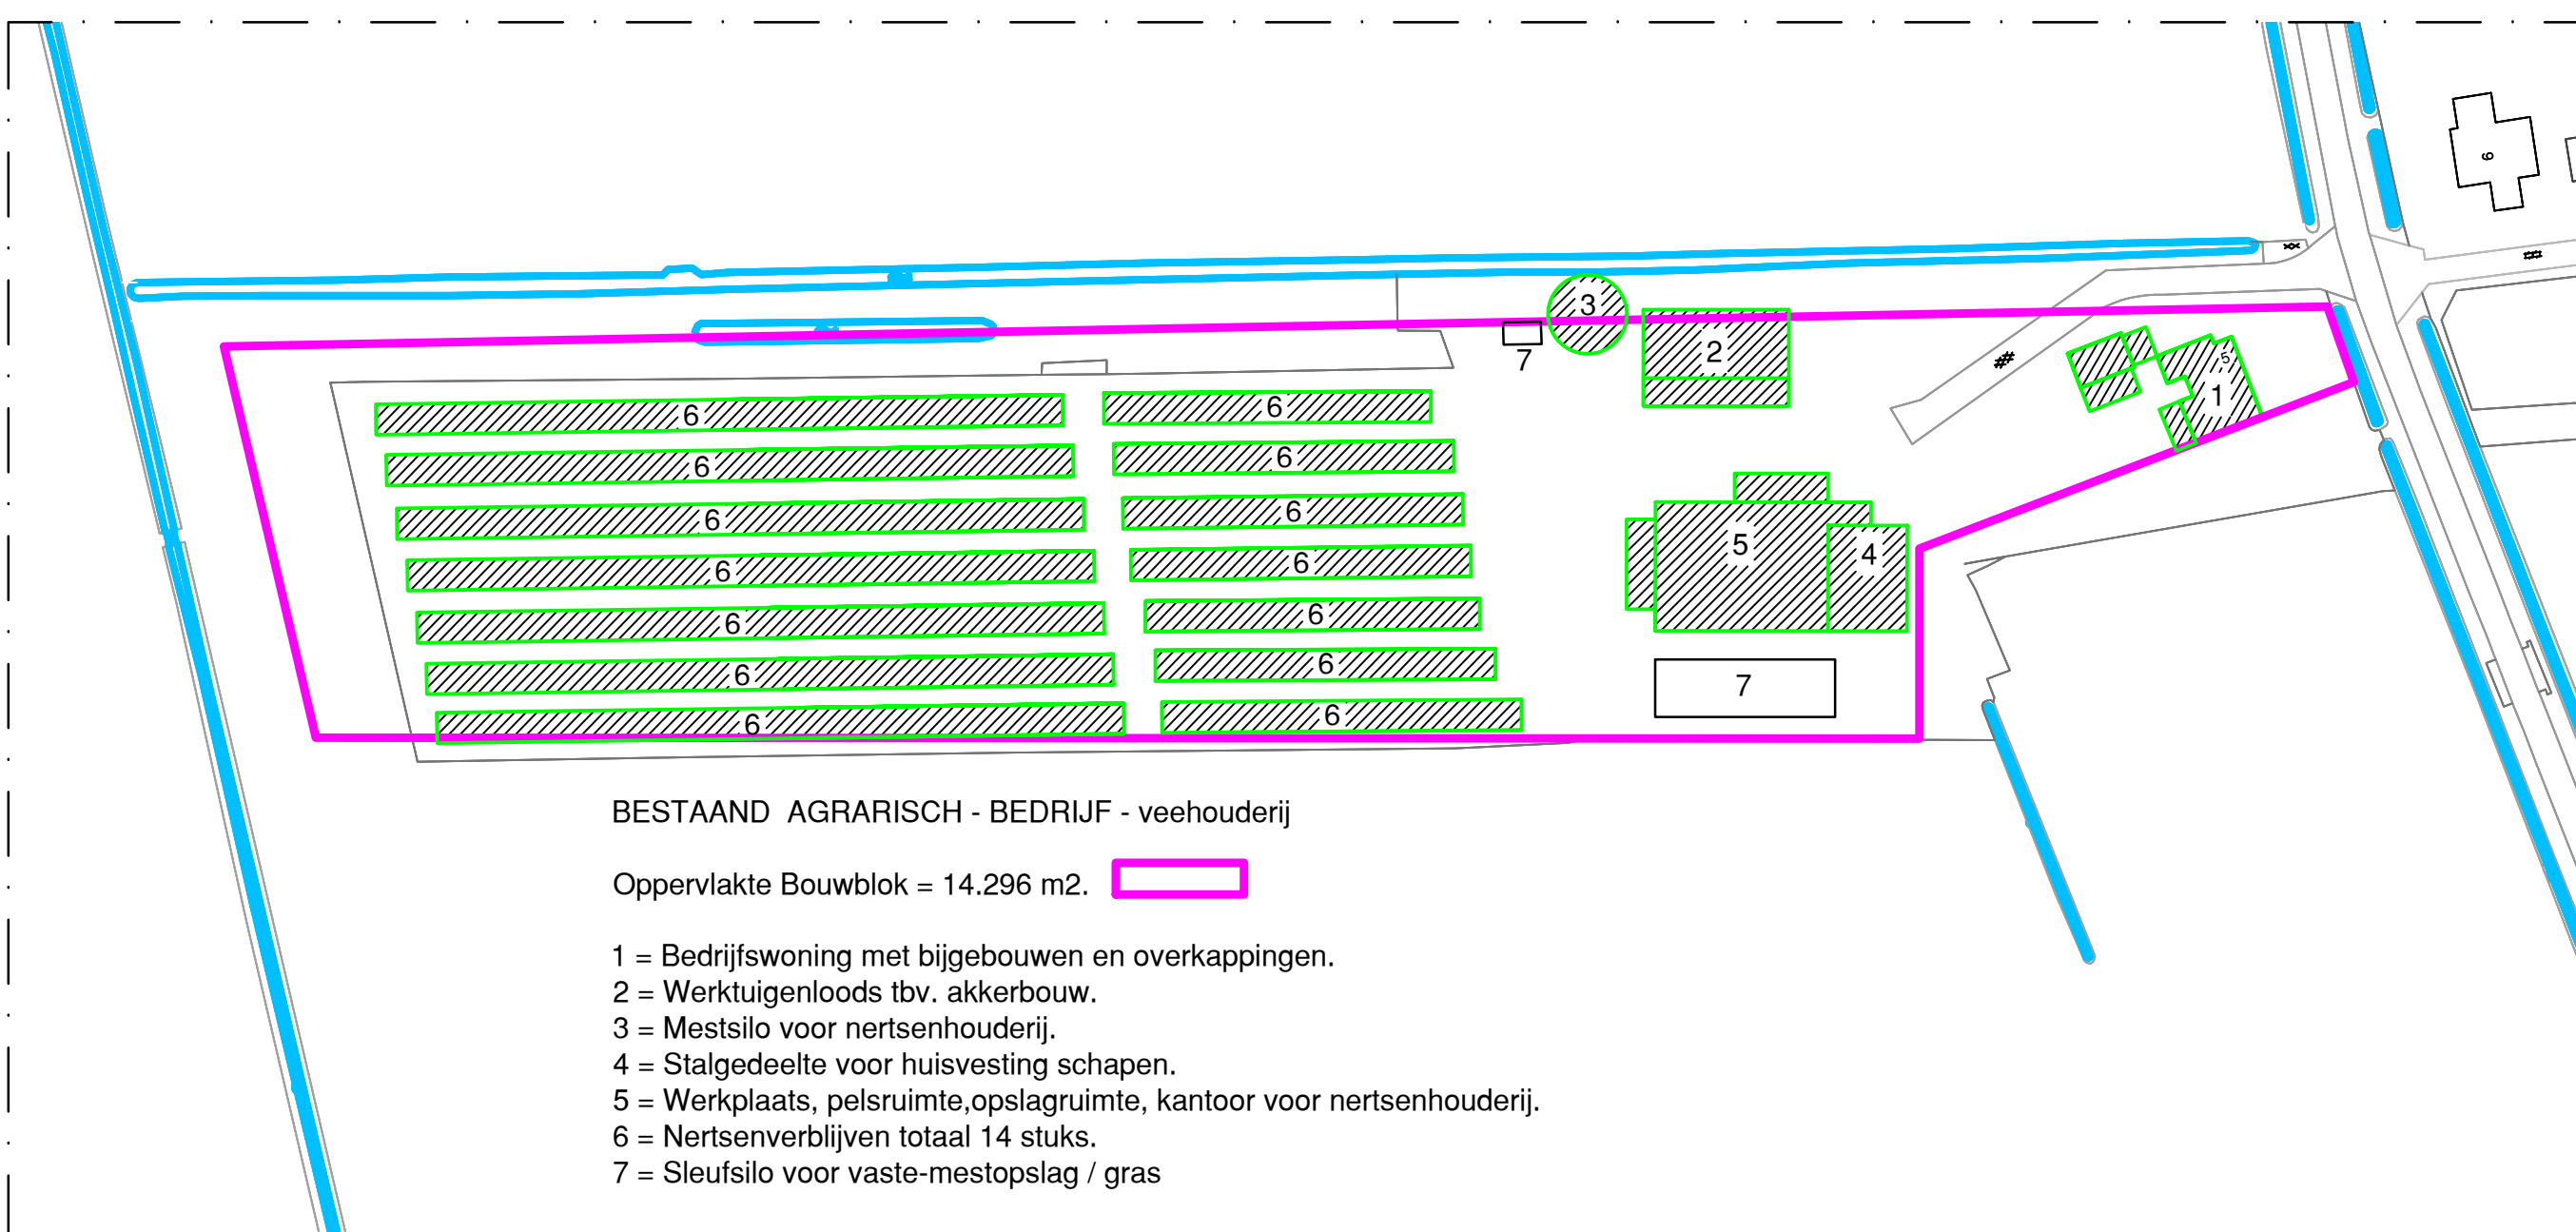 6
3
7
2
5
1
6 6
6 6
6 6
6 6
6 6
6 6
6 6
5 4
7
BESTAAND AGRARISCH - BEDRIJF - veehouderij
Oppervlakte Bouwblok = 14.296 m2.
1 = Bedrijfswoning met bijgebouwen en overkappingen.
2 = Werktuigenloods tbv. akkerbouw.
3 = Mestsilo voor nertsenhouderij.
4 = Stalgedeelte voor huisvesting schapen.
5 = Werkplaats, pelsruimte,opslagruimte, kantoor voor nertsenhouderij.
6 = Nertsenverblijven totaal 14 stuks.
7 = Sleufsilo voor vaste-mestopslag / gras